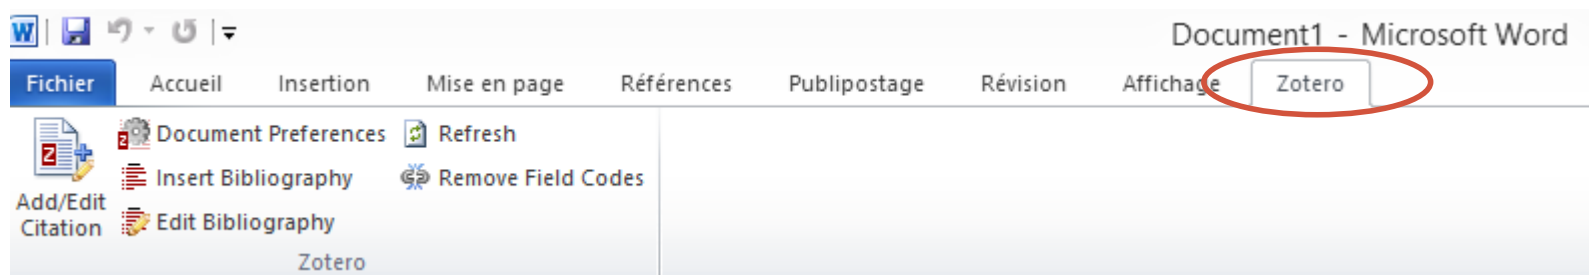 Document1 - Microsoft Word
Fichier Accueil Insertion Mise en page Références Publipostage Révision Affichage Zotero
Document Preferences Refresh
Insert Bibliography Remove Field Codes
Add/Edit
Citation Edit Bibliography
Zotero